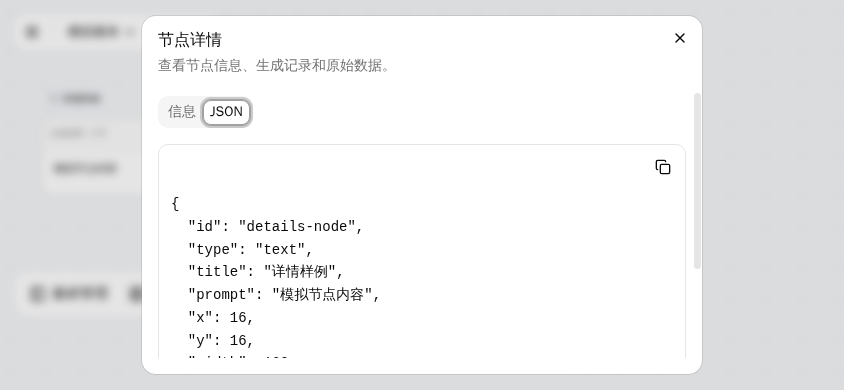 节点详情
查看节点信息、生成记录和原始数据。
信息 JSON
{
  "id": "details-node",
  "type": "text",
  "title": "详情样例",
  "prompt": "模拟节点内容",
  "x": 16,
  "y": 16,